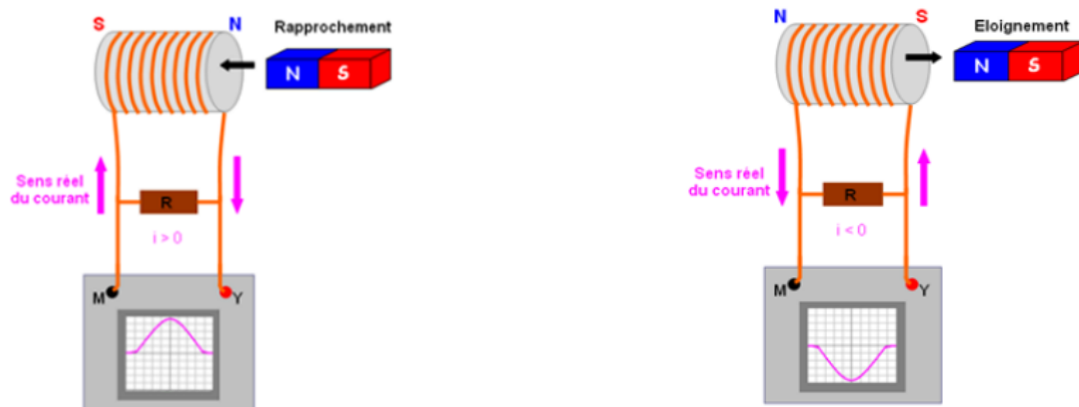 S N Rapprochement
N S
Sens réel
du courant
R
i > 0
M Y
N S Eloignement
N S
Sens réel
du courant
R
i < 0
M Y